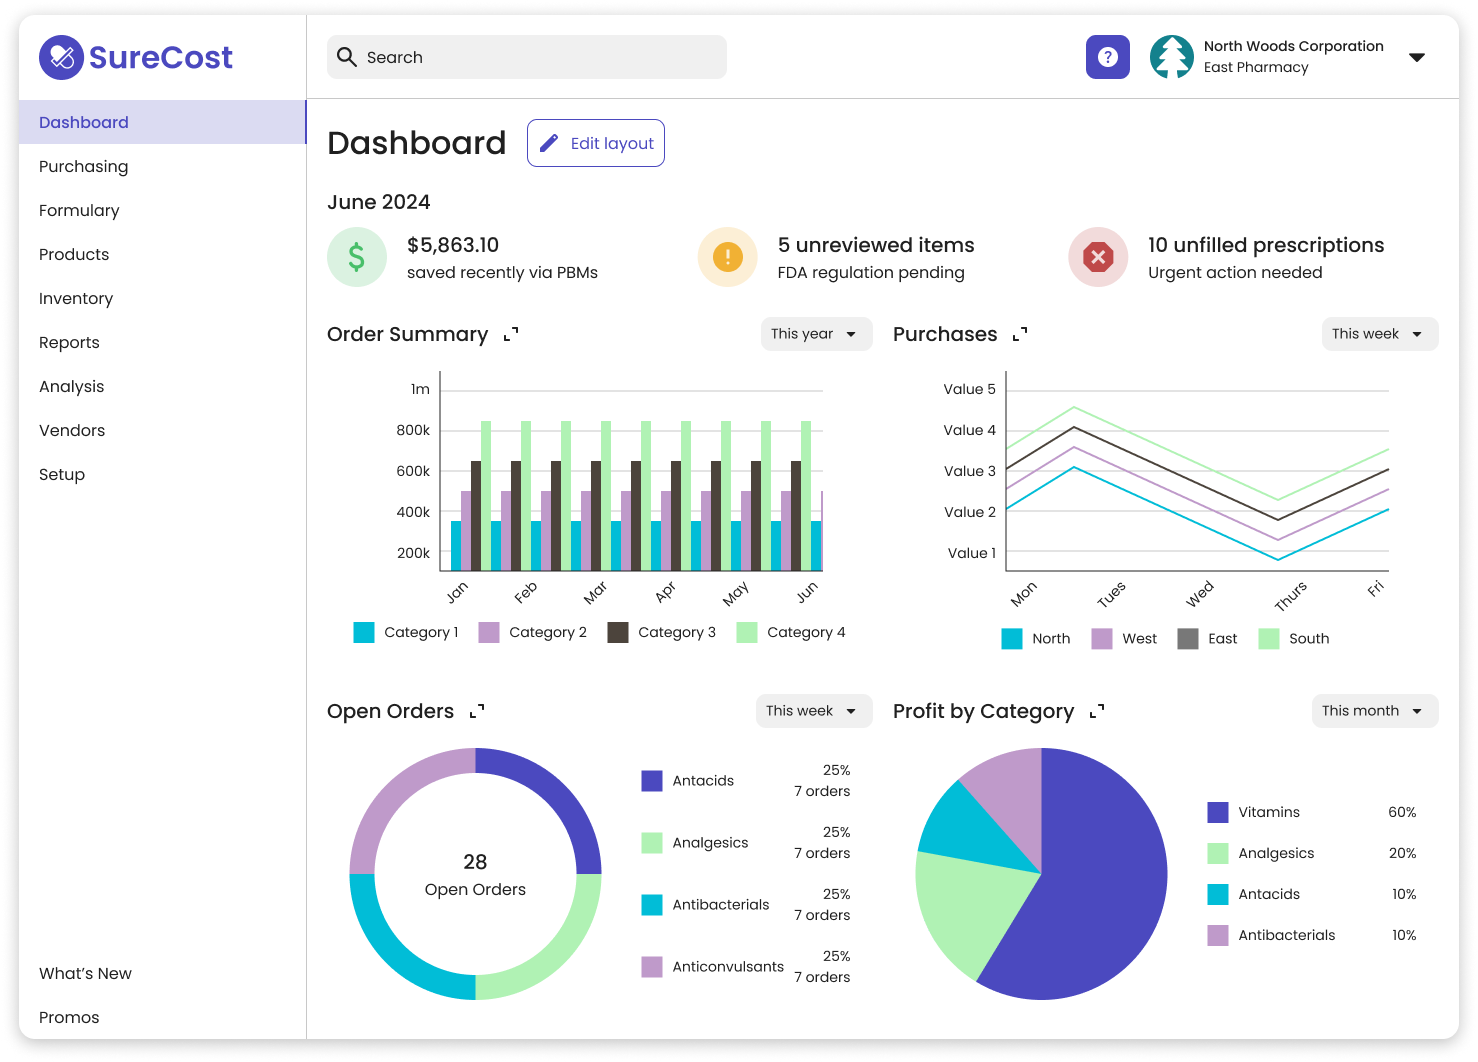 SureCost
Search
?
North Woods Corporation
East Pharmacy
Dashboard
Purchasing
Formulary
Products
Inventory
Reports
Analysis
Vendors
Setup
What's New
Promos
Dashboard
Edit layout
June 2024
$
$5,863.10
saved recently via PBMs
!
5 unreviewed items
FDA regulation pending
10 unfilled prescriptions
Urgent action needed
Order Summary
This year
1m
800k
600k
400k
200k
Jan Feb Mar Apr May Jun
Category 1 Category 2 Category 3 Category 4
Purchases
This week
Value 5
Value 4
Value 3
Value 2
Value 1
Mon Tues Wed Thurs Fri
North West East South
Open Orders
This week
28
Open Orders
Antacids 25%
7 orders
Analgesics 25%
7 orders
Antibacterials 25%
7 orders
Anticonvulsants 25%
7 orders
Profit by Category
This month
Vitamins 60%
Analgesics 20%
Antacids 10%
Antibacterials 10%